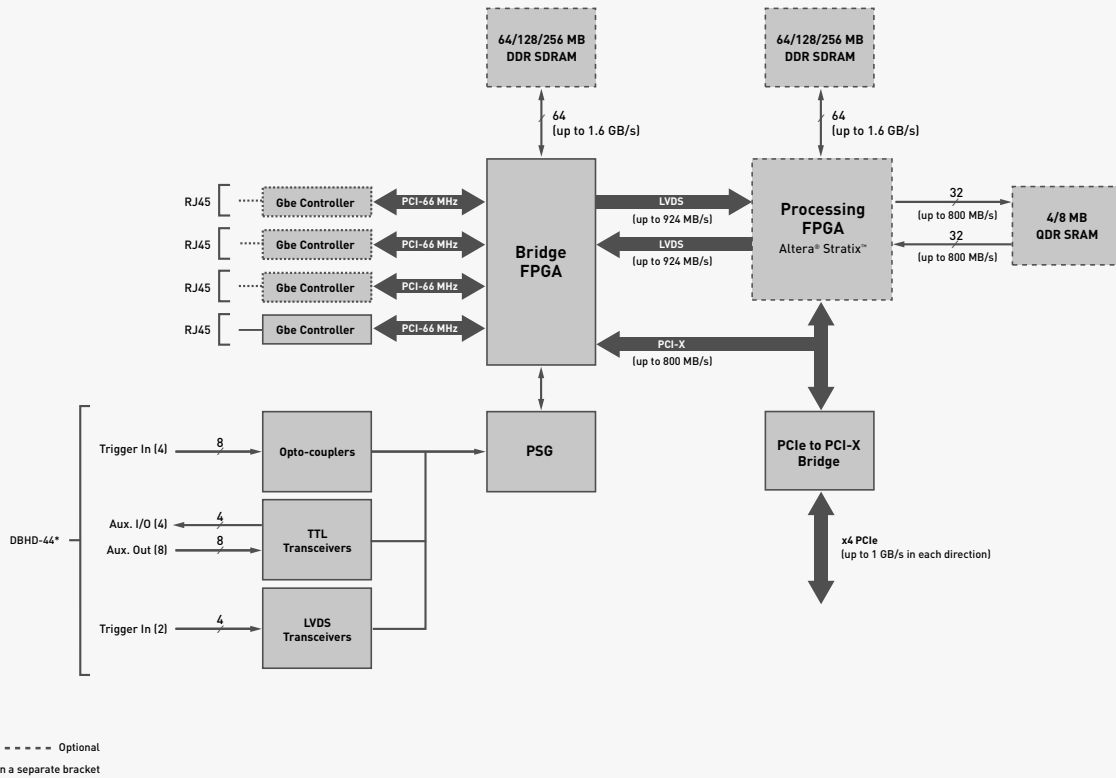 64/128/256 MB
DDR SDRAM
64/128/256 MB
DDR SDRAM
64
(up to 1.6 GB/s)
64
(up to 1.6 GB/s)
RJ45
Gbe Controller
PCI-66 MHz
RJ45
Gbe Controller
PCI-66 MHz
RJ45
Gbe Controller
PCI-66 MHz
RJ45
Gbe Controller
PCI-66 MHz
Bridge
FPGA
LVDS
(up to 924 MB/s)
LVDS
(up to 924 MB/s)
PCI-X
(up to 800 MB/s)
Processing
FPGA
Altera® Stratix™
32
(up to 800 MB/s)
32
(up to 800 MB/s)
4/8 MB
QDR SRAM
DBHD-44*
Trigger In (4)
8
Opto-couplers
Aux. I/O (4)
4
Aux. Out (8)
8
TTL
Transceivers
Trigger In (2)
4
LVDS
Transceivers
PSG
PCIe to PCI-X
Bridge
x4 PCIe
(up to 1 GB/s in each direction)
Optional
n a separate bracket